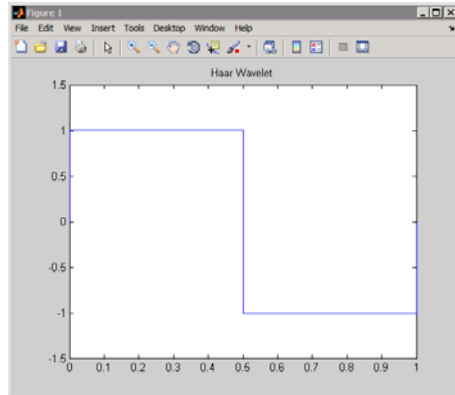 Figure 1
File Edit View Insert Tools Desktop Window Help
Haar Wavelet
1.5
1
0.5
0
-0.5
-1
-1.5
0 0.1 0.2 0.3 0.4 0.5 0.6 0.7 0.8 0.9 1